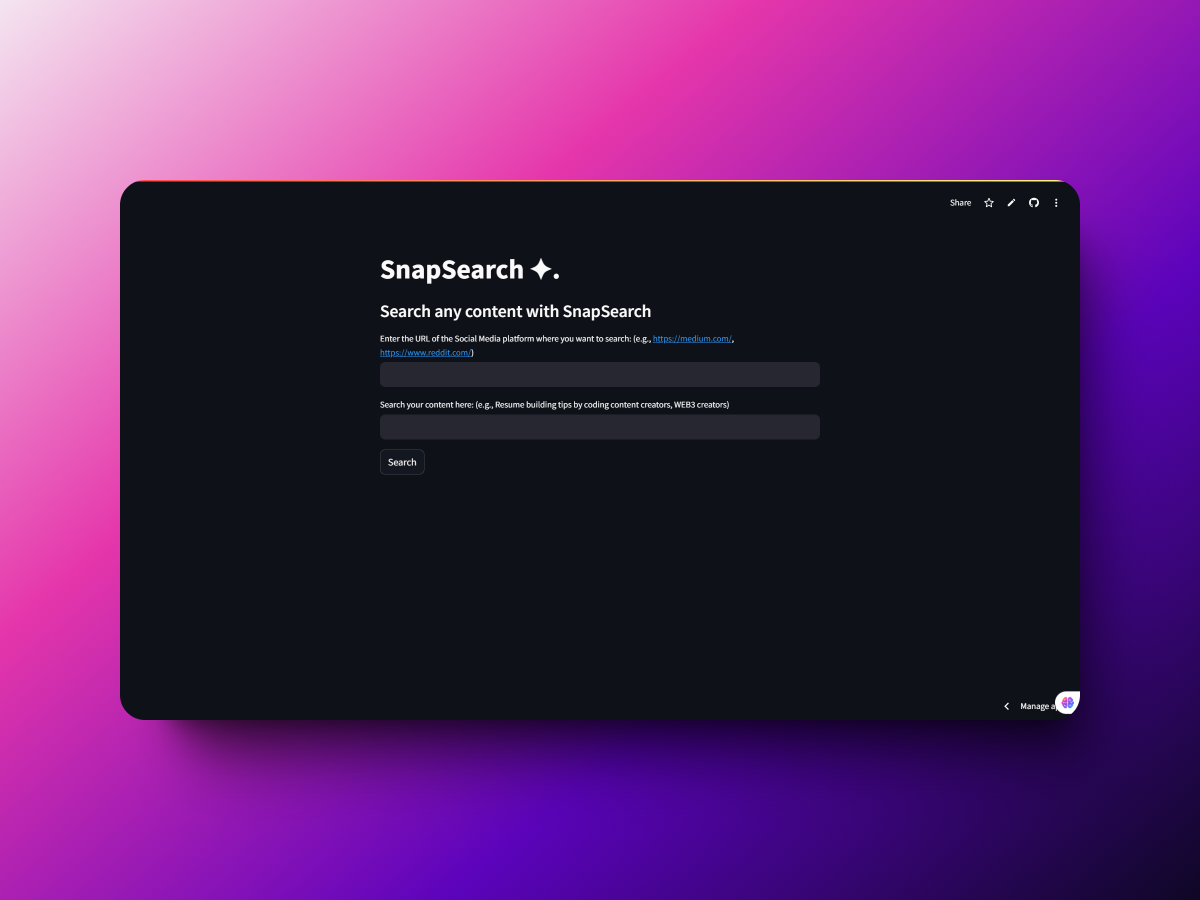 Share
SnapSearch ✦.
Search any content with SnapSearch
Enter the URL of the Social Media platform where you want to search: (e.g., https://medium.com/,
https://www.reddit.com/)
Search your content here: (e.g., Resume building tips by coding content creators, WEB3 creators)
Search
Manage